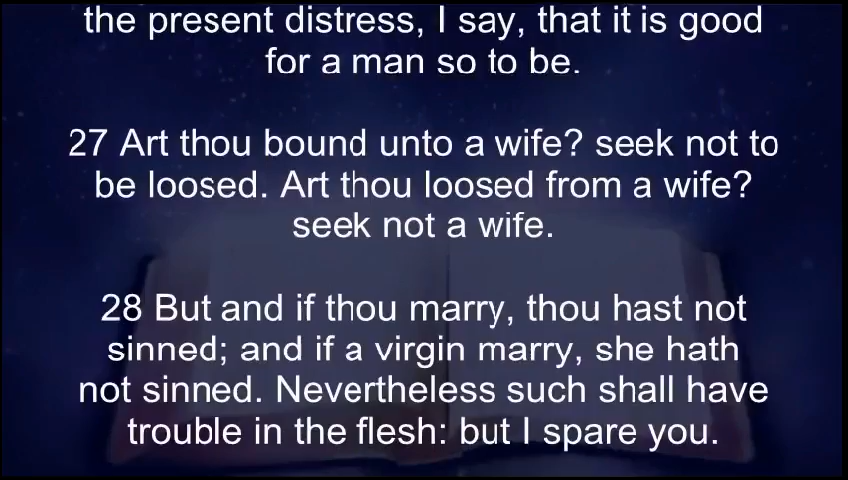 the present distress, I say, that it is good
for a man so to be.
27 Art thou bound unto a wife? seek not to
be loosed. Art thou loosed from a wife?
seek not a wife.
28 But and if thou marry, thou hast not
sinned; and if a virgin marry, she hath
not sinned. Nevertheless such shall have
trouble in the flesh: but I spare you.